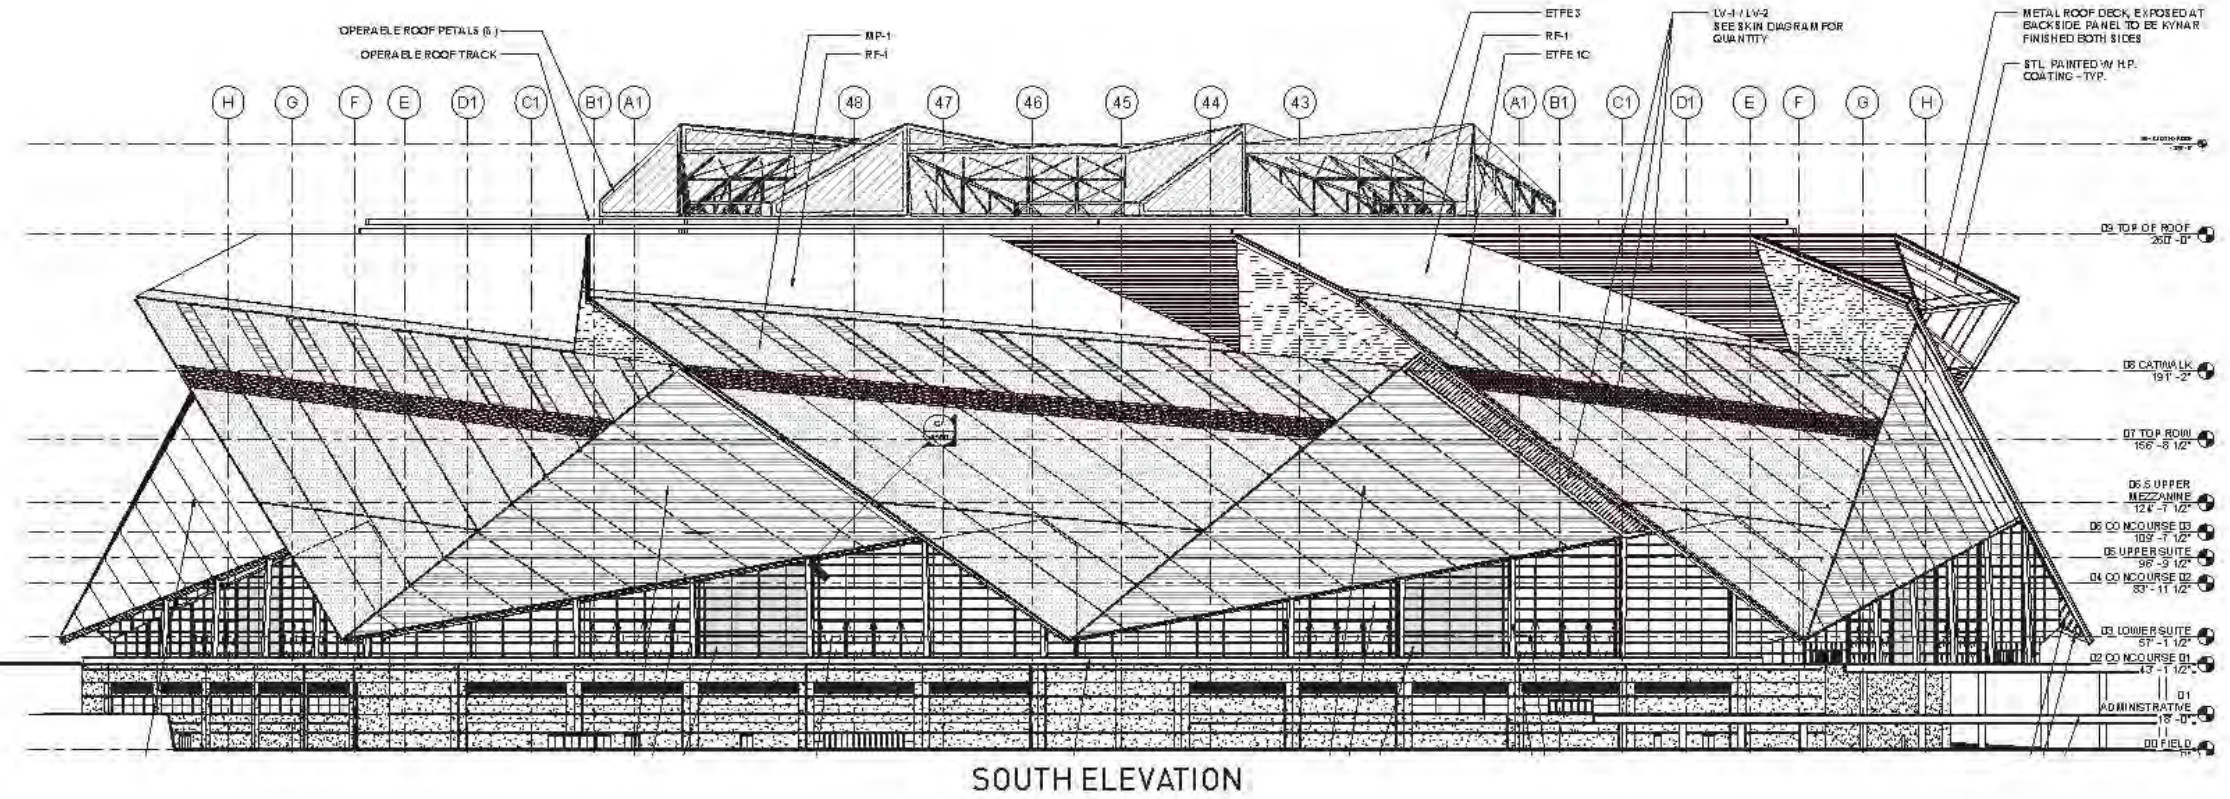 OPERABLE ROOF PETALS (8)
OPERABLE ROOF TRACK
MP-1
RF-1
ETFE 3
RF-1
ETFE 1C
LV-1 / LV-2
SEE SKIN DIAGRAM FOR
QUANTITY
METAL ROOF DECK, EXPOSED AT
BACKSIDE. PANEL TO BE KYNAR
FINISHED BOTH SIDES
STL. PAINTED W/ H.P.
COATING - TYP.
H G F E D1 C1 B1 A1 48 47 46 45 44 43 A1 B1 C1 D1 E F G H
09 TOP OF ROOF
260' - 0"
08 CATWALK
191' - 2"
07 TOP ROW
156' - 8 1/2"
06.5 UPPER
MEZZANINE
124' - 7 1/2"
06 CONCOURSE 03
109' - 7 1/2"
05 UPPER SUITE
96' - 9 1/2"
04 CONCOURSE 02
83' - 11 1/2"
03 LOWER SUITE
57' - 1 1/2"
02 CONCOURSE 01
43' - 1 1/2"
01
ADMINISTRATIVE
18' - 0"
00 FIELD
0"
SOUTH ELEVATION